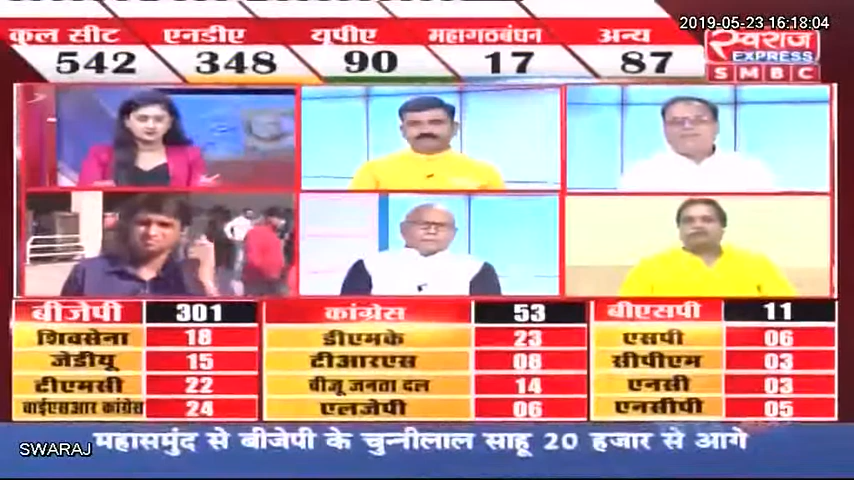 2019-05-23 16:18:04
कुल सीट एनडीए यूपीए महागठबंधन अन्य
542 348 90 17 87
स्वराज
EXPRESS
SMBC
बीजेपी 301 कांग्रेस 53 बीएसपी 11
शिवसेना 18 डीएमके 23 एसपी 06
जेडीयू 15 टीआरएस 08 सीपीएम 03
टीएमसी 22 बीजू जनता दल 14 एनसी 03
वाईएसआर कांग्रेस 24 एलजेपी 06 एनसीपी 05
महासमुंद से बीजेपी के चुन्नीलाल साहू 20 हजार से आगे
SWARAJ